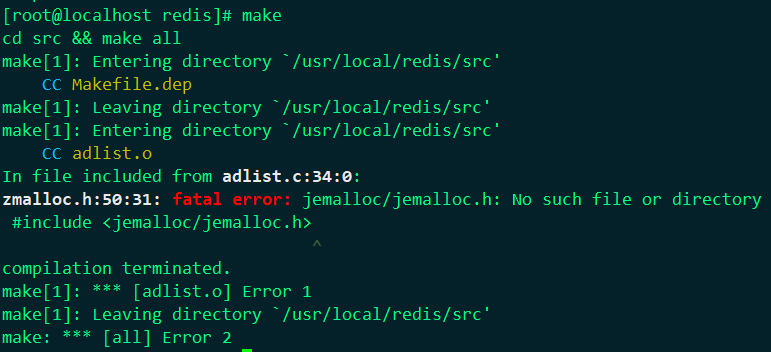 [root@localhost redis]# make
cd src && make all
make[1]: Entering directory `/usr/local/redis/src'
    CC Makefile.dep
make[1]: Leaving directory `/usr/local/redis/src'
make[1]: Entering directory `/usr/local/redis/src'
    CC adlist.o
In file included from adlist.c:34:0:
zmalloc.h:50:31: fatal error: jemalloc/jemalloc.h: No such file or directory
 #include <jemalloc/jemalloc.h>
                               ^
compilation terminated.
make[1]: *** [adlist.o] Error 1
make[1]: Leaving directory `/usr/local/redis/src'
make: *** [all] Error 2